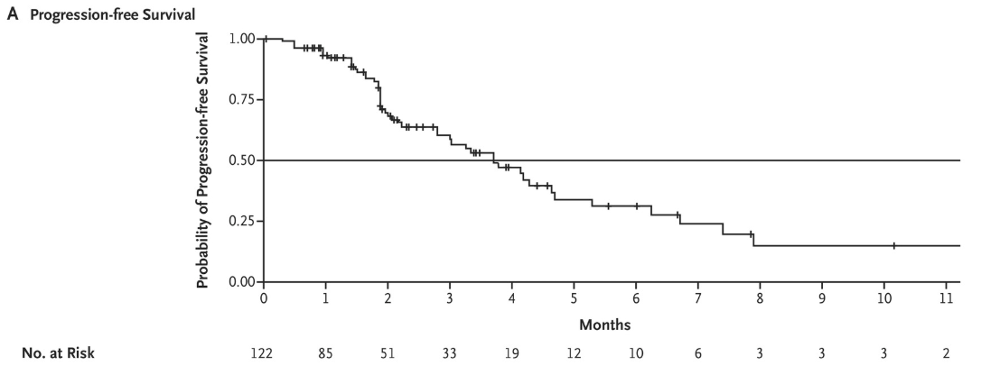 A Progression-free Survival
Probability of Progression-free Survival
1.00
0.75
0.50
0.25
0.00
0 1 2 3 4 5 6 7 8 9 10 11
Months
No. at Risk 122 85 51 33 19 12 10 6 3 3 3 2